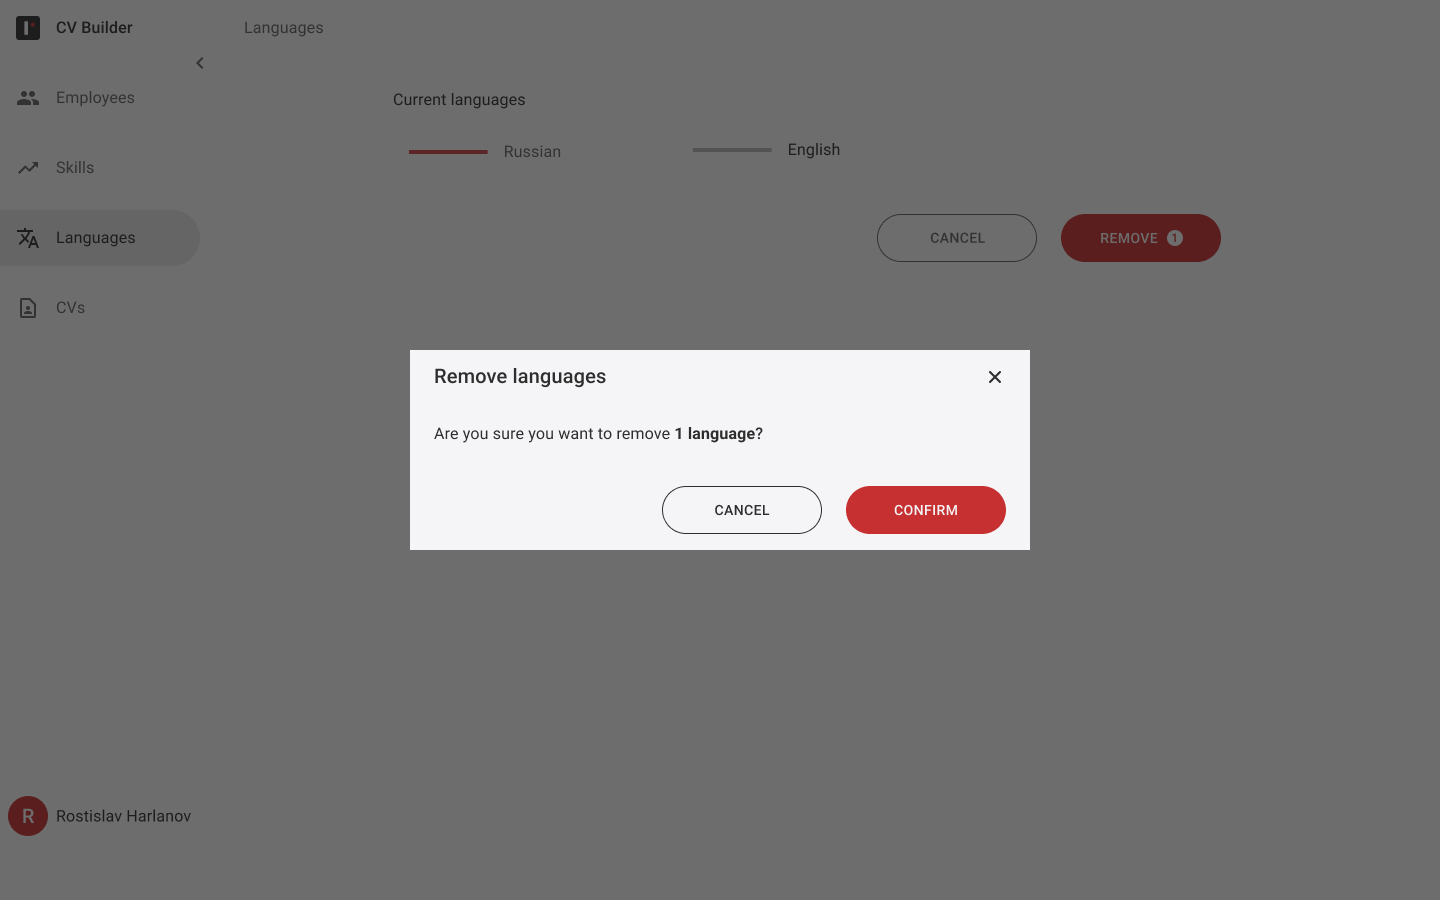 CV Builder
Languages
Employees
Current languages
Russian
English
Skills
Languages
CANCEL
REMOVE 1
CVs
Remove languages
Are you sure you want to remove 1 language?
CANCEL
CONFIRM
R
Rostislav Harlanov